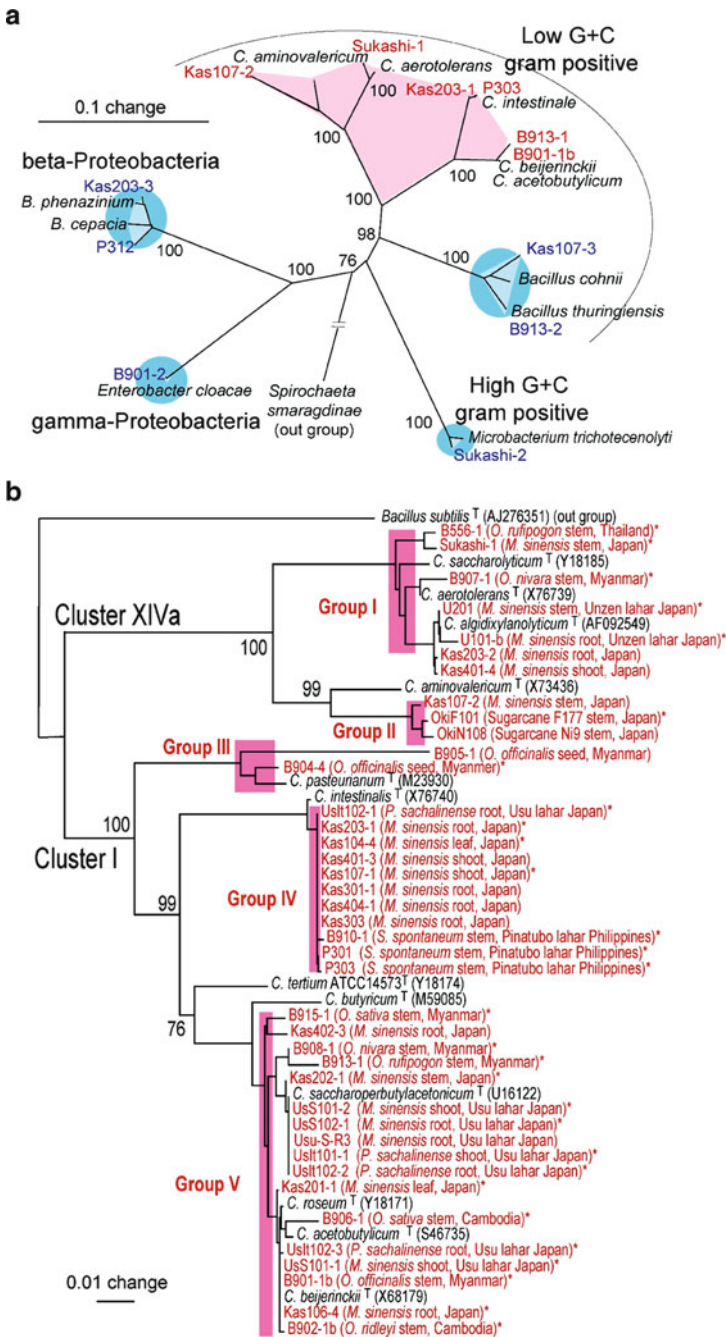 a
Low G+C
gram positive
Sukashi-1
C. aminovalericum
C. aerotolerans
Kas107-2
Kas203-1
P303
C. intestinale
100
0.1 change
B913-1
B901-1b
C. beijerinckii
C. acetobutylicum
100
100
beta-Proteobacteria
Kas203-3
B. phenazinium
B. cepacia
P312
100
100
98
76
100
100
Kas107-3
Bacillus cohnii
Bacillus thuringiensis
B913-2
B901-2
Enterobacter cloacae
gamma-Proteobacteria
Spirochaeta
smaragdinae
(out group)
High G+C
gram positive
100
Microbacterium trichotecenolyti
Sukashi-2
b
Bacillus subtilis T (AJ276351) (out group)
B556-1 (O. rufipogon stem, Thailand)*
Sukashi-1 (M. sinensis stem, Japan)*
C. saccharolyticum T (Y18185)
B907-1 (O. nivara stem, Myanmar)*
C. aerotolerans T (X76739)
U201 (M. sinensis stem, Unzen lahar Japan)*
C. algidixylanolyticum T (AF092549)
U101-b (M. sinensis root, Unzen lahar Japan)*
Kas203-2 (M. sinensis root, Japan)
Kas401-4 (M. sinensis shoot, Japan)
Group I
Cluster XIVa
100
99
C. aminovalericum T (X73436)
Kas107-2 (M. sinensis stem, Japan)
OkiF101 (Sugarcane F177 stem, Japan)*
OkiN108 (Sugarcane Ni9 stem, Japan)
Group II
Group III
B905-1 (O. officinalis seed, Myanmar)
B904-4 (O. officinalis seed, Myanmer)*
C. pasteurianum T (M23930)
C. intestinalis T (X76740)
100
Cluster I
UsIt102-1 (P. sachalinense root, Usu lahar Japan)*
Kas203-1 (M. sinensis root, Japan)*
Kas104-4 (M. sinensis leaf, Japan)*
Kas401-3 (M. sinensis shoot, Japan)
Kas107-1 (M. sinensis shoot, Japan)*
Kas301-1 (M. sinensis root, Japan)
Kas404-1 (M. sinensis root, Japan)
Kas303 (M. sinensis root, Japan)
B910-1 (S. spontaneum stem, Pinatubo lahar Philippines)*
P301 (S. spontaneum stem, Pinatubo lahar Philippines)*
P303 (S. spontaneum stem, Pinatubo lahar Philippines)*
Group IV
99
C. tertium ATCC14573T (Y18174)
C. butyricum T (M59085)
76
B915-1 (O. sativa stem, Myanmar)*
Kas402-3 (M. sinensis root, Japan)
B908-1 (O. nivara stem, Myanmar)*
B913-1 (O. rufipogon stem, Myanmar)*
Kas202-1 (M. sinensis stem, Japan)*
C. saccharoperbutylacetonicum T (U16122)
UsS101-2 (M. sinensis shoot, Usu lahar Japan)*
UsS102-1 (M. sinensis root, Usu lahar Japan)*
Usu-S-R3 (M. sinensis root, Usu lahar Japan)
UsIt101-1 (P. sachalinense shoot, Usu lahar Japan)*
UsIt102-2 (P. sachalinense root, Usu lahar Japan)*
Group V
Kas201-1 (M. sinensis leaf, Japan)*
C. roseum T (Y18171)
B906-1 (O. sativa stem, Cambodia)*
C. acetobutylicum T (S46735)
UsIt102-3 (P. sachalinense root, Usu lahar Japan)*
UsS101-1 (M. sinensis shoot, Usu lahar Japan)*
B901-1b (O. officinalis stem, Myanmar)*
C. beijerinckii T (X68179)
Kas106-4 (M. sinensis root, Japan)*
B902-1b (O. ridleyi stem, Cambodia)*
0.01 change